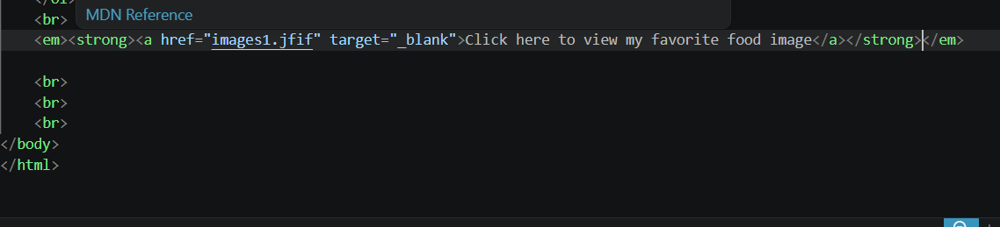 </ol>
<br>
MDN Reference
<em><strong><a href="images1.jfif" target="_blank">Click here to view my favorite food image</a></strong></em>
<br>
<br>
<br>
</body>
</html>